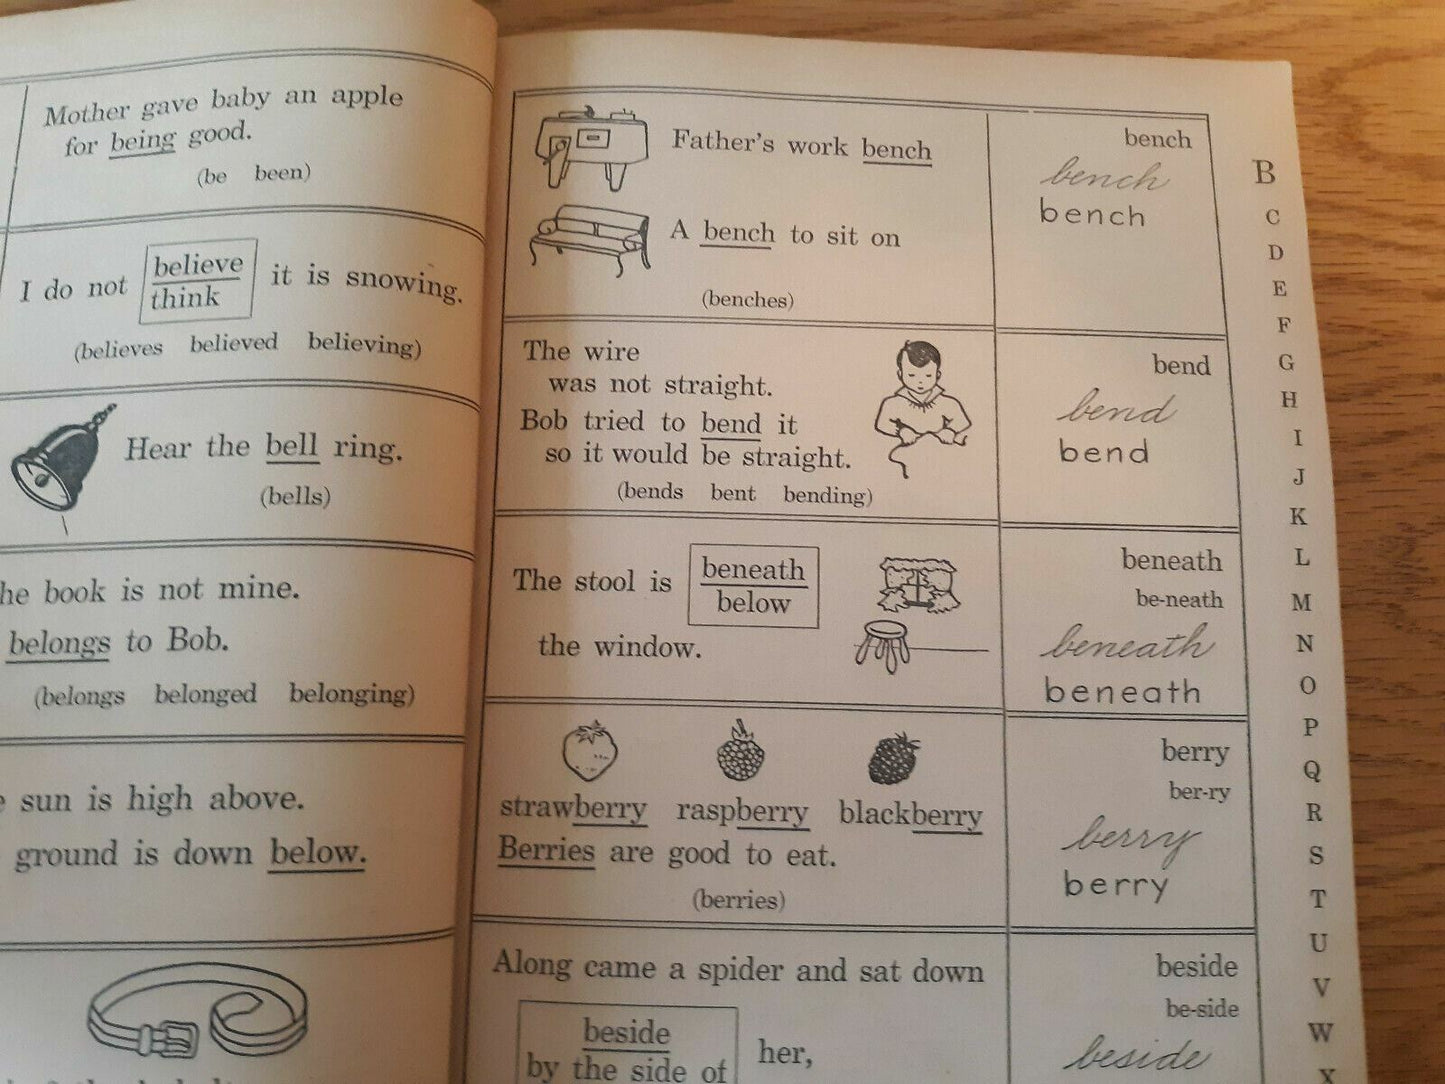 Mother gave baby an apple
for being good.
(be been)
I do not believe it is snowing.
think
(believes believed believing)
Hear the bell ring.
(bells)
book is not mine.
belongs to Bob.
(belongs belonged belonging)
sun is high above.
ground is down below.
Father's work bench
A bench to sit on
(benches)
bench
bench
bench
The wire
was not straight.
Bob tried to bend it
so it would be straight.
(bends bent bending)
bend
bend
bend
The stool is beneath
below
the window.
beneath
be-neath
beneath
beneath
strawberry raspberry blackberry
Berries are good to eat.
(berries)
berry
ber-ry
berry
berry
Along came a spider and sat down
beside
by the side of
her,
beside
be-side
beside
B
C
D
E
F
G
H
I
J
K
L
M
N
O
P
Q
R
S
T
U
V
W
X